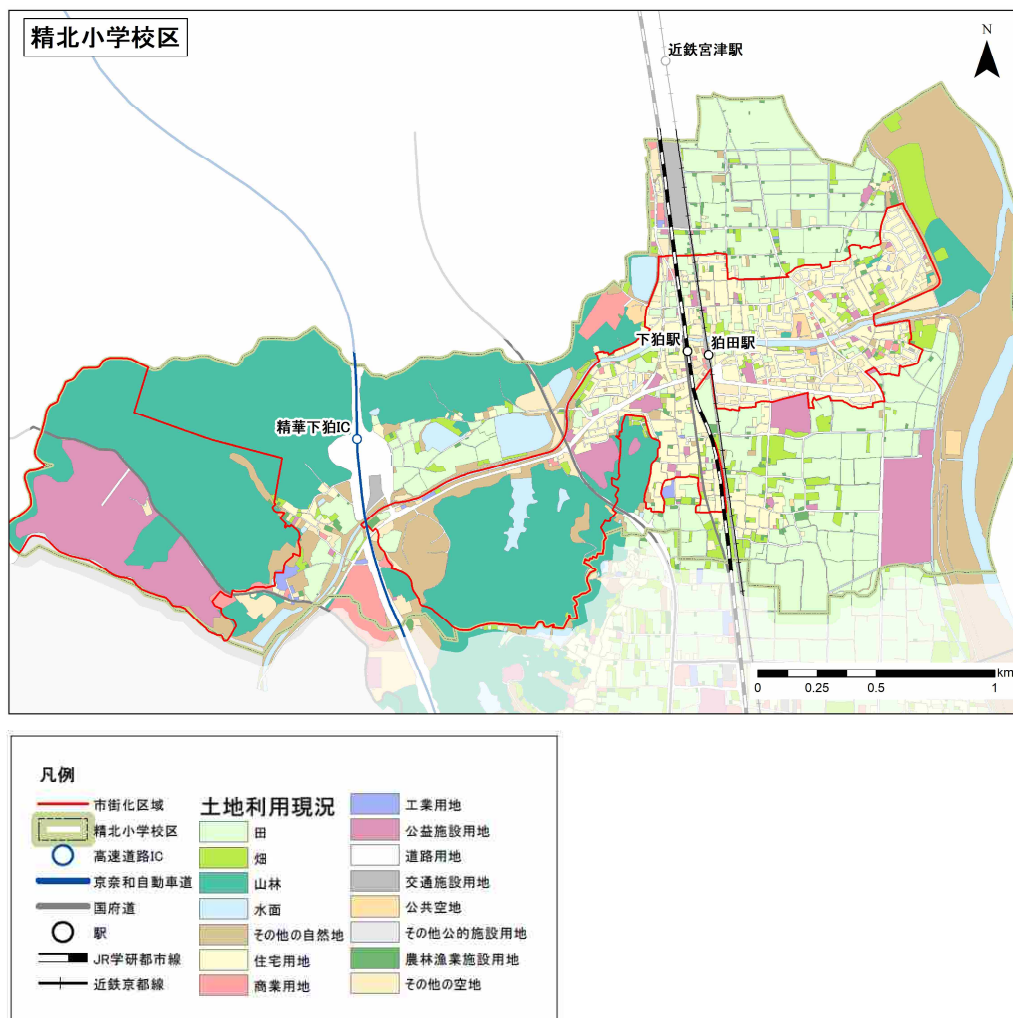 精北小学校区
近鉄宮津駅
N
下狛駅
狛田駅
精華下狛IC
km
0 0.25 0.5 1
凡例
市街化区域
精北小学校区
高速道路IC
京奈和自動車道
国府道
駅
JR学研都市線
近鉄京都線
土地利用現況
田
畑
山林
水面
その他の自然地
住宅用地
商業用地
工業用地
公益施設用地
道路用地
交通施設用地
公共空地
その他公的施設用地
農林漁業施設用地
その他の空地